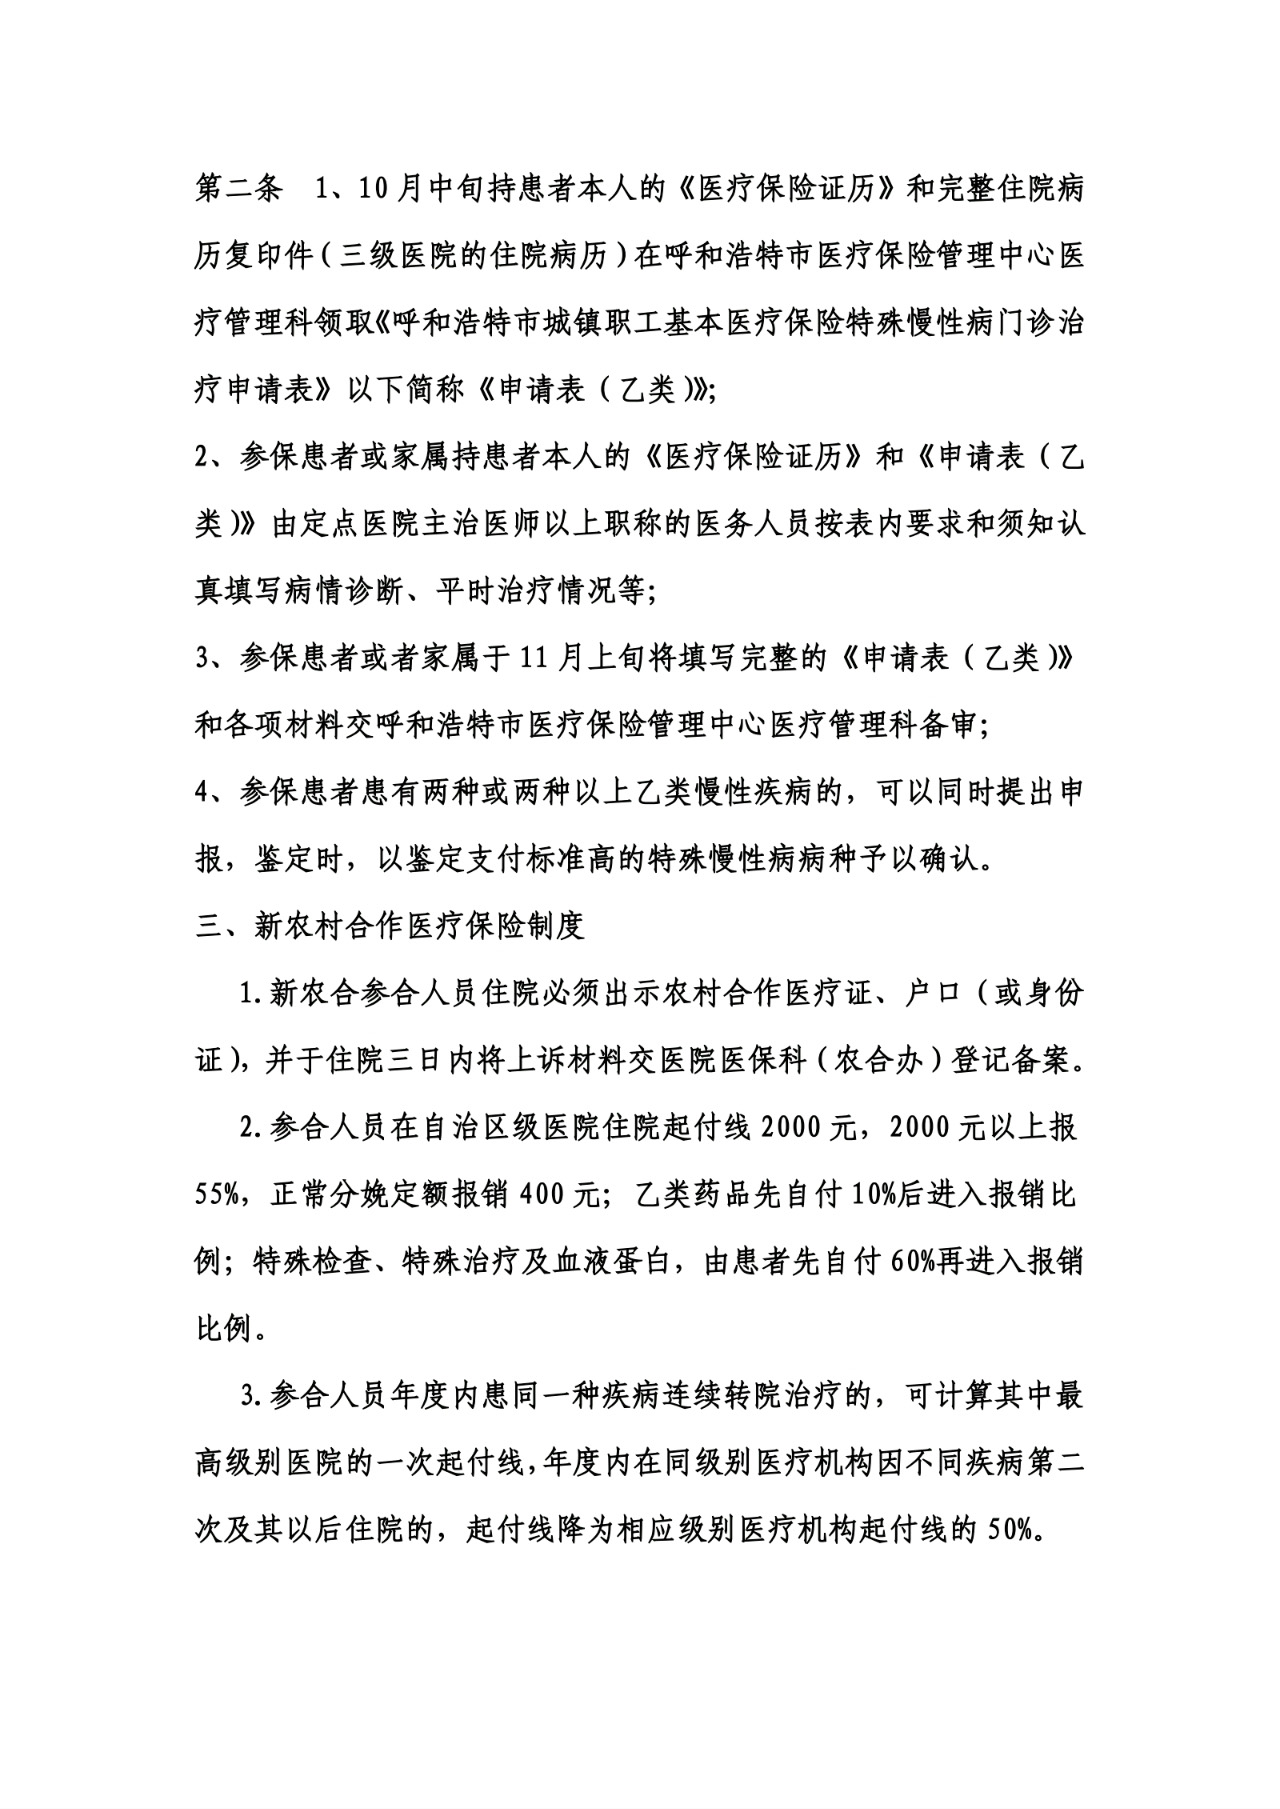 第二条　1、10月中旬持患者本人的《医疗保险证历》和完整住院病
历复印件（三级医院的住院病历）在呼和浩特市医疗保险管理中心医
疗管理科领取《呼和浩特市城镇职工基本医疗保险特殊慢性病门诊治
疗申请表》以下简称《申请表（乙类）》；
2、参保患者或家属持患者本人的《医疗保险证历》和《申请表（乙
类）》由定点医院主治医师以上职称的医务人员按表内要求和须知认
真填写病情诊断、平时治疗情况等；
3、参保患者或者家属于11月上旬将填写完整的《申请表（乙类）》
和各项材料交呼和浩特市医疗保险管理中心医疗管理科备审；
4、参保患者患有两种或两种以上乙类慢性疾病的，可以同时提出申
报，鉴定时，以鉴定支付标准高的特殊慢性病病种予以确认。
三、新农村合作医疗保险制度
1.新农合参合人员住院必须出示农村合作医疗证、户口（或身份
证），并于住院三日内将上诉材料交医院医保科（农合办）登记备案。
2.参合人员在自治区级医院住院起付线2000元，2000元以上报
55%，正常分娩定额报销400元；乙类药品先自付10%后进入报销比
例；特殊检查、特殊治疗及血液蛋白，由患者先自付60%再进入报销
比例。
3.参合人员年度内患同一种疾病连续转院治疗的，可计算其中最
高级别医院的一次起付线，年度内在同级别医疗机构因不同疾病第二
次及其以后住院的，起付线降为相应级别医疗机构起付线的50%。